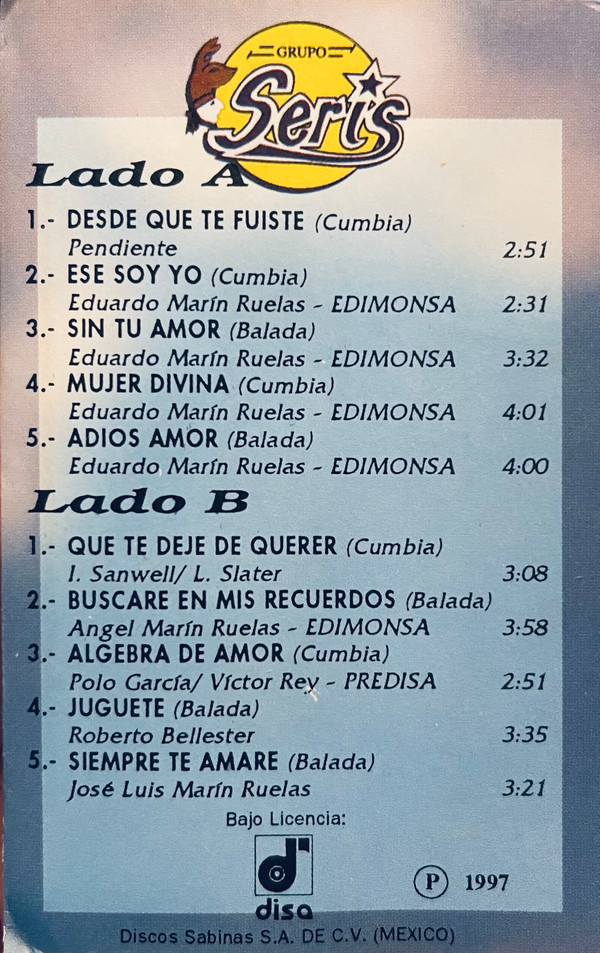 GRUPO
Seris
Lado A
1.- DESDE QUE TE FUISTE (Cumbia)
Pendiente 2:51
2.- ESE SOY YO (Cumbia)
Eduardo Marín Ruelas - EDIMONSA 2:31
3.- SIN TU AMOR (Balada)
Eduardo Marín Ruelas - EDIMONSA 3:32
4.- MUJER DIVINA (Cumbia)
Eduardo Marín Ruelas - EDIMONSA 4:01
5.- ADIOS AMOR (Balada)
Eduardo Marín Ruelas - EDIMONSA 4:00
Lado B
1.- QUE TE DEJE DE QUERER (Cumbia)
I. Sanwell/ L. Slater 3:08
2.- BUSCARE EN MIS RECUERDOS (Balada)
Angel Marín Ruelas - EDIMONSA 3:58
3.- ALGEBRA DE AMOR (Cumbia)
Polo García/ Víctor Rey - PREDISA 2:51
4.- JUGUETE (Balada)
Roberto Bellester 3:35
5.- SIEMPRE TE AMARE (Balada)
José Luis Marín Ruelas 3:21
Bajo Licencia:
d
disa
Ⓟ 1997
Discos Sabinas S.A. DE C.V. (MEXICO)